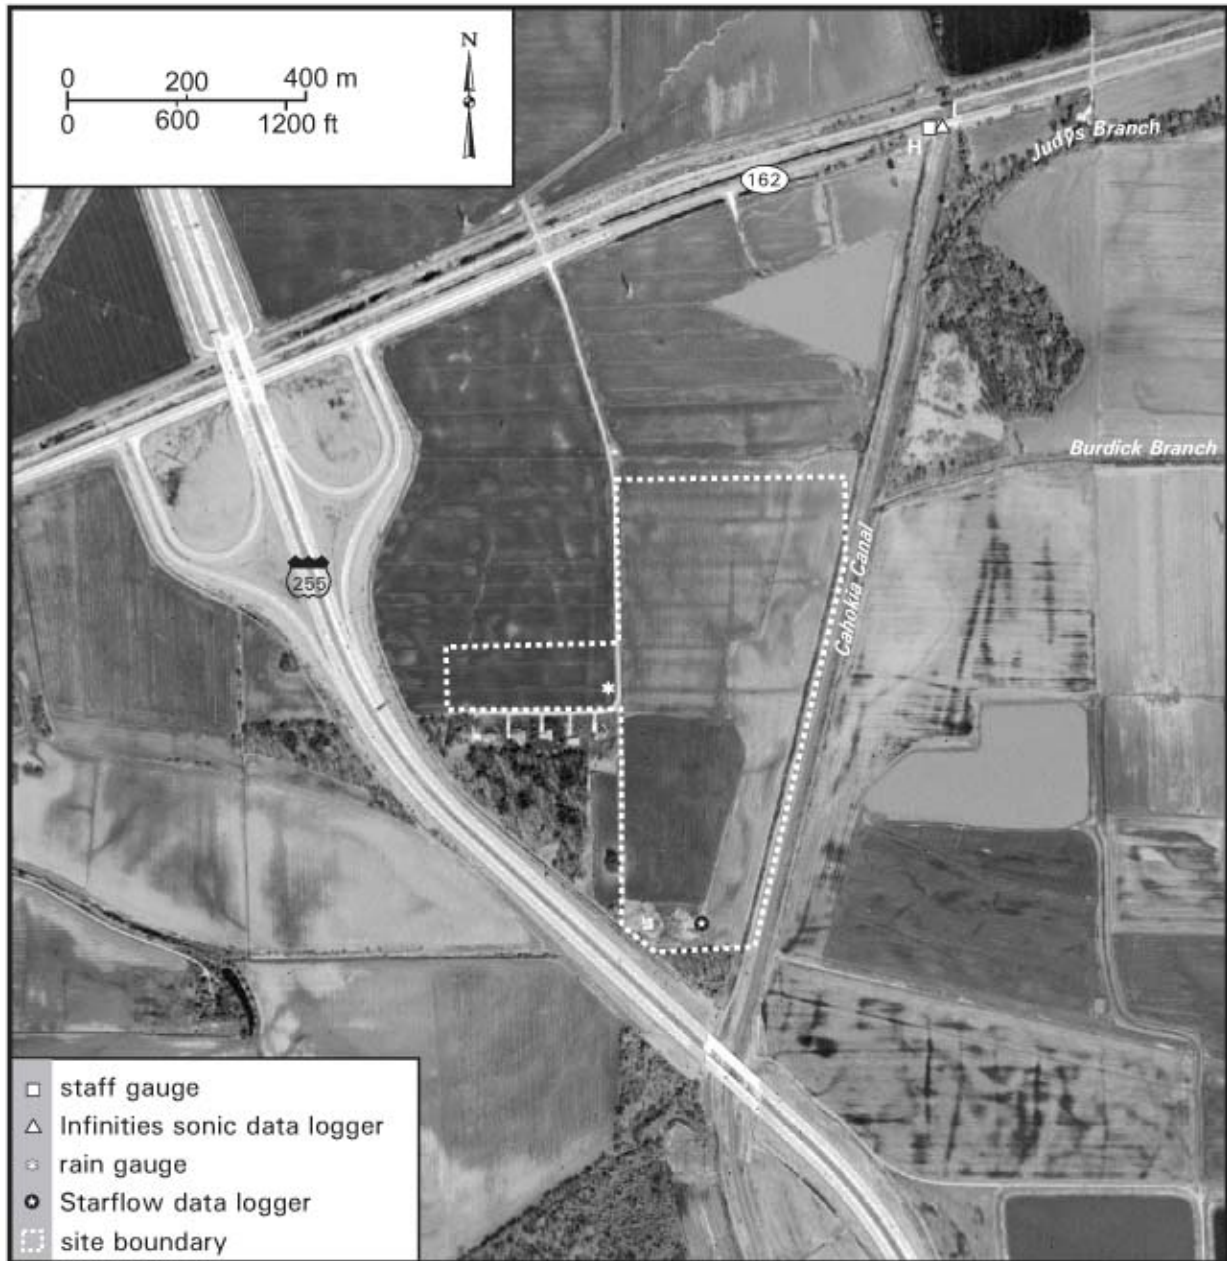 N
0 200 400 m
0 600 1200 ft
H
Judys Branch
162
Burdick Branch
255
Cahokia Canal
staff gauge
Infinities sonic data logger
rain gauge
Starflow data logger
site boundary